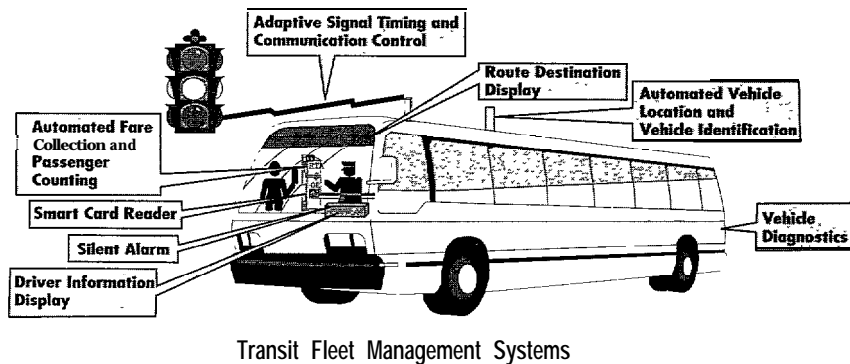 Adaptive Signal Timing and
Communication Control
Route Destination
Display
Automated Vehicle
Location and
Vehicle Identification
Automated Fare
Collection and
Passenger
Counting
Smart Card Reader
Silent Alarm
Driver Information
Display
Vehicle
Diagnostics
Transit Fleet Management Systems